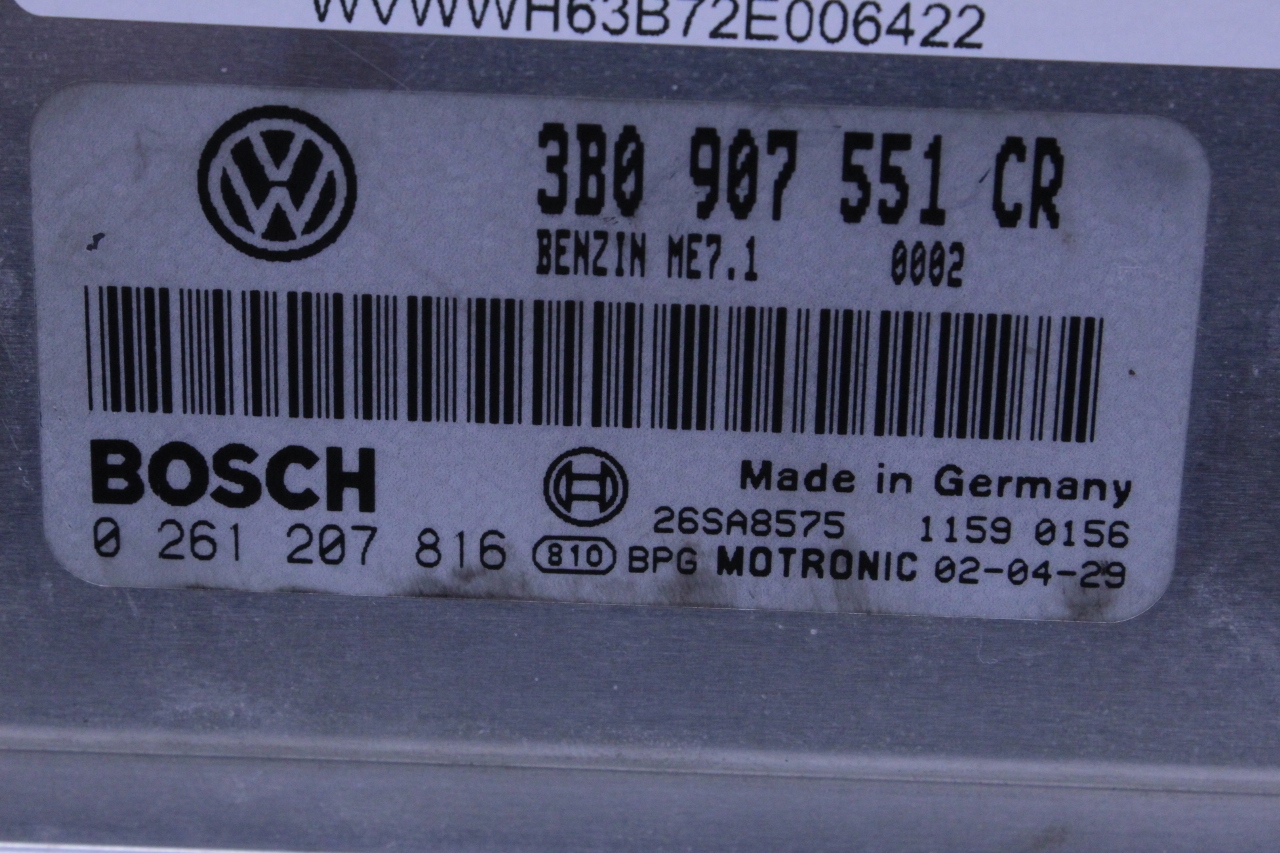 WVWWH63B72E006422
3B0 907 551 CR
BENZIN ME7.1 0002
BOSCH
Made in Germany
26SA8575 1159 0156
0 261 207 816 810 BPG MOTRONIC 02-04-29